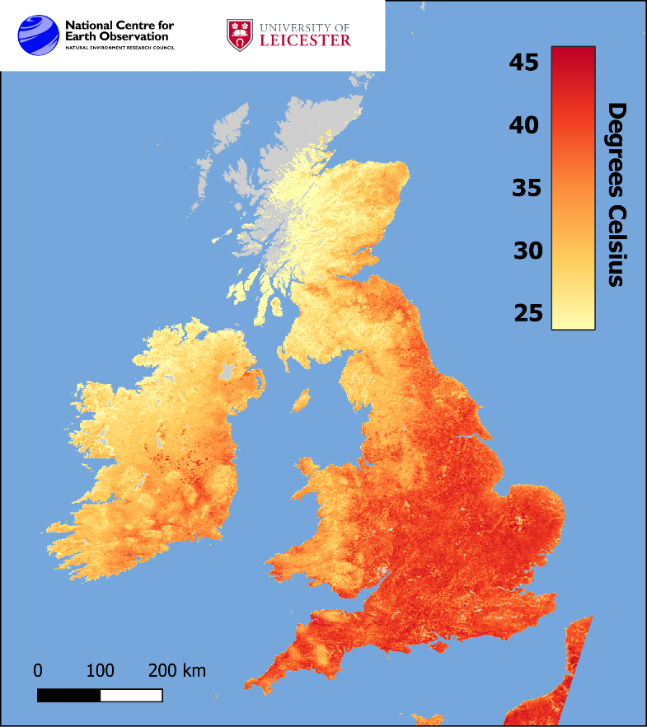 National Centre for
Earth Observation
NATURAL ENVIRONMENT RESEARCH COUNCIL
UNIVERSITY OF
LEICESTER
45
40
35
30
25
Degrees Celsius
0 100 200 km